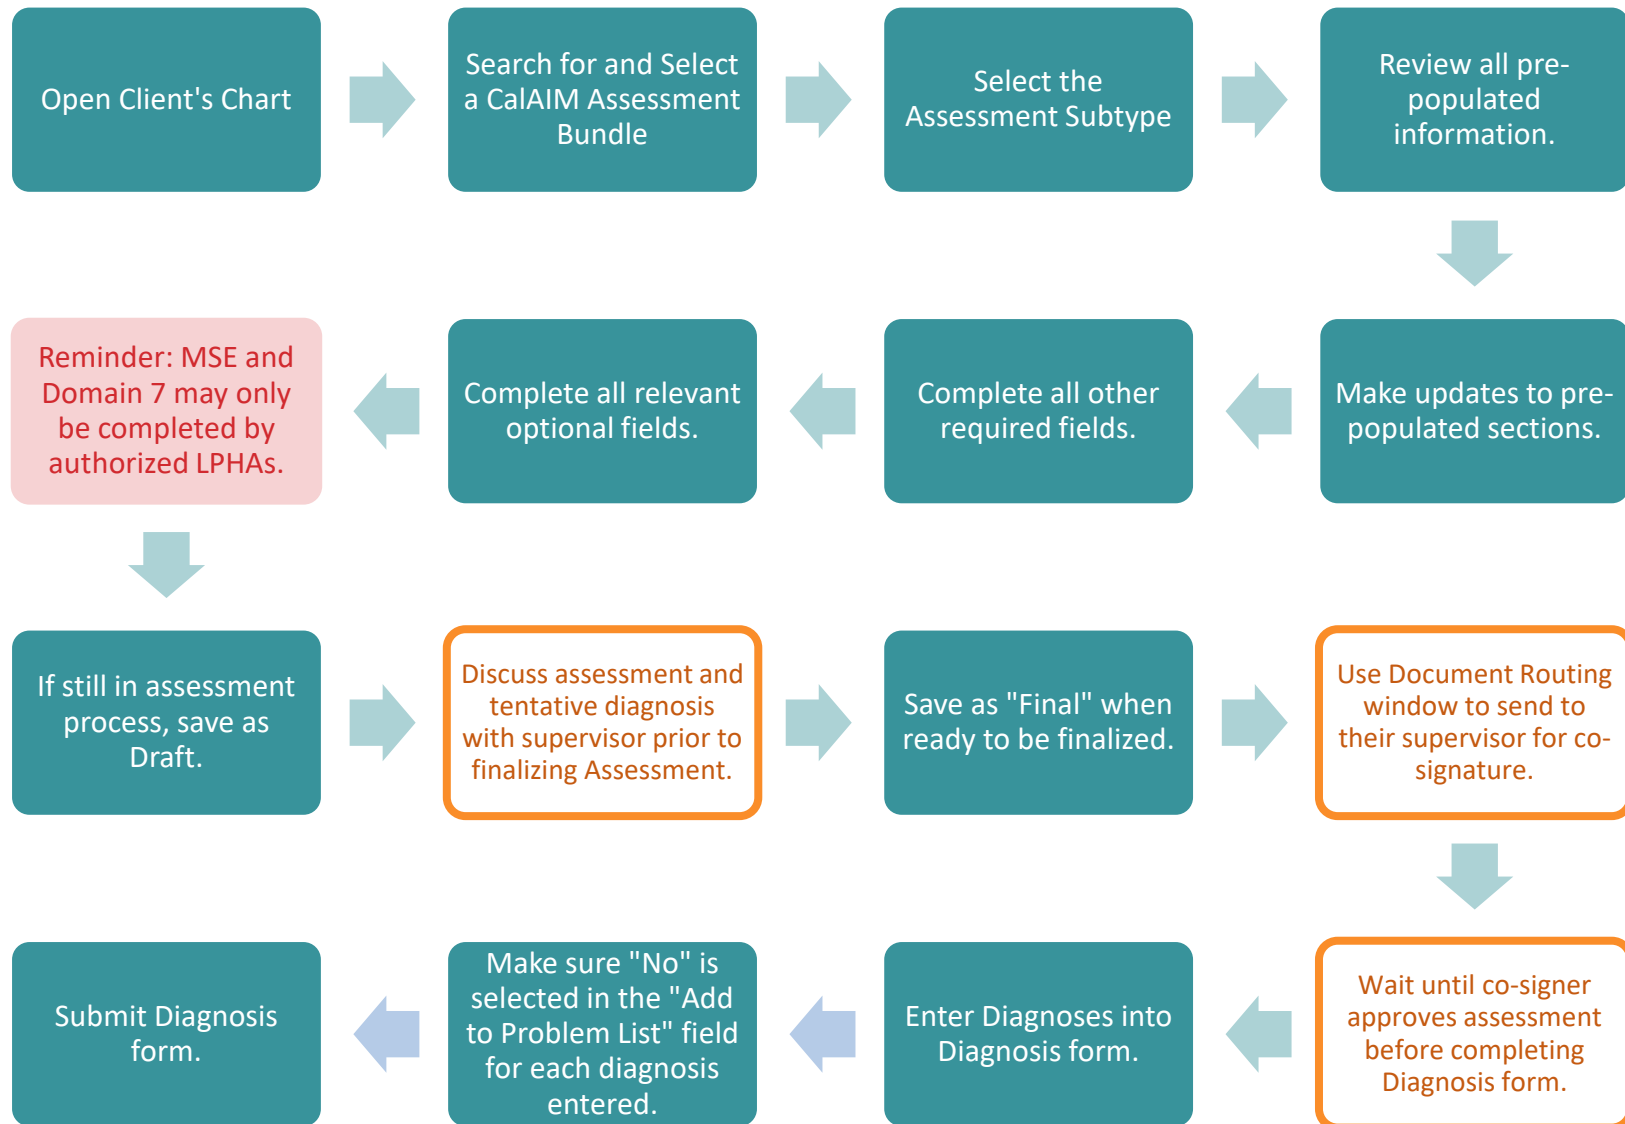 Open Client's Chart
Search for and Select
a CalAIM Assessment
Bundle
Select the
Assessment Subtype
Review all pre-
populated
information.
Make updates to pre-
populated sections.
Complete all other
required fields.
Complete all relevant
optional fields.
Reminder: MSE and
Domain 7 may only
be completed by
authorized LPHAs.
If still in assessment
process, save as
Draft.
Discuss assessment and
tentative diagnosis
with supervisor prior to
finalizing Assessment.
Save as "Final" when
ready to be finalized.
Use Document Routing
window to send to
their supervisor for co-
signature.
Wait until co-signer
approves assessment
before completing
Diagnosis form.
Enter Diagnoses into
Diagnosis form.
Make sure "No" is
selected in the "Add
to Problem List" field
for each diagnosis
entered.
Submit Diagnosis
form.